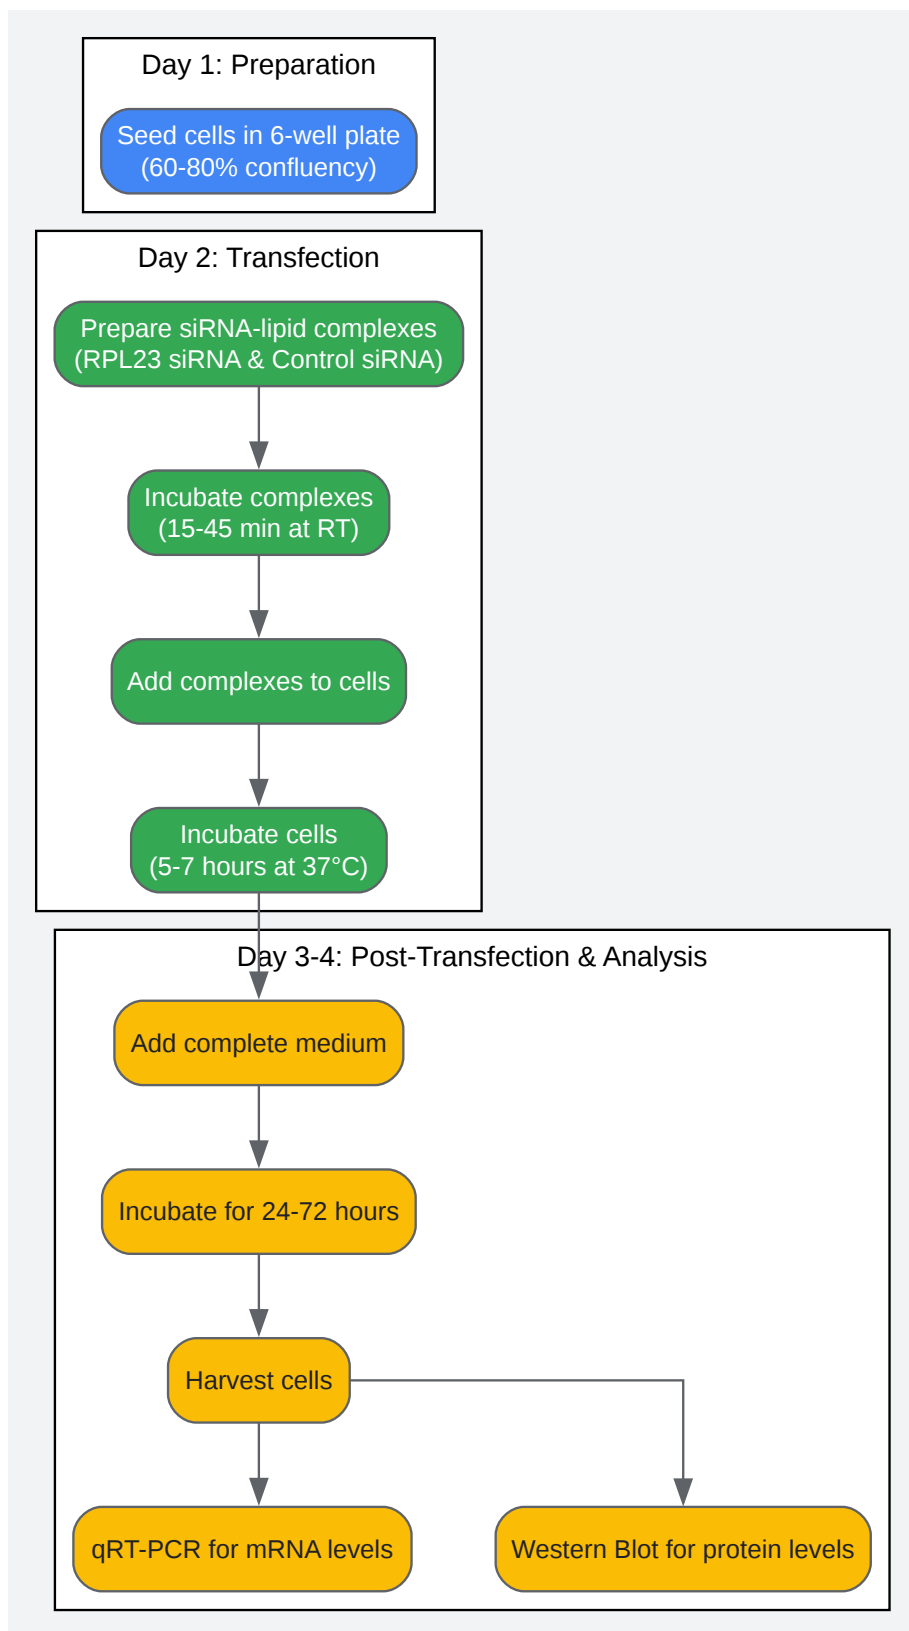 Day 1: Preparation
Seed cells in 6-well plate
(60-80% confluency)
Day 2: Transfection
Prepare siRNA-lipid complexes
(RPL23 siRNA & Control siRNA)
Incubate complexes
(15-45 min at RT)
Add complexes to cells
Incubate cells
(5-7 hours at 37°C)
Day 3-4: Post-Transfection & Analysis
Add complete medium
Incubate for 24-72 hours
Harvest cells
qRT-PCR for mRNA levels
Western Blot for protein levels